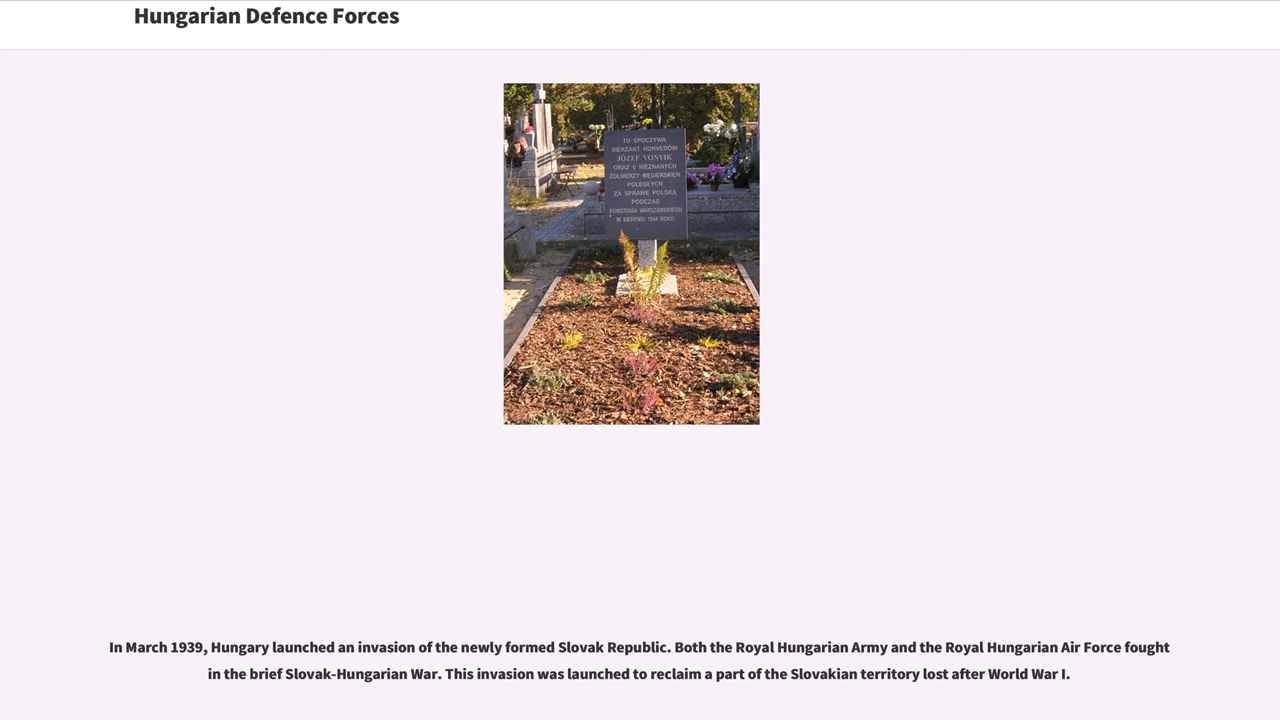 Hungarian Defence Forces
TU SPOCZYWA
SIERŻANT HONVEDÓW
JÓZEF VONYIK
ORAZ 6 NIEZNANYCH
ŻOŁNIERZY WĘGIERSKICH
POLEGŁYCH
ZA SPRAWĘ POLSKĄ
PODCZAS
POWSTANIA WARSZAWSKIEGO
W SIERPNIU 1944 ROKU
In March 1939, Hungary launched an invasion of the newly formed Slovak Republic. Both the Royal Hungarian Army and the Royal Hungarian Air Force fought
in the brief Slovak-Hungarian War. This invasion was launched to reclaim a part of the Slovakian territory lost after World War I.